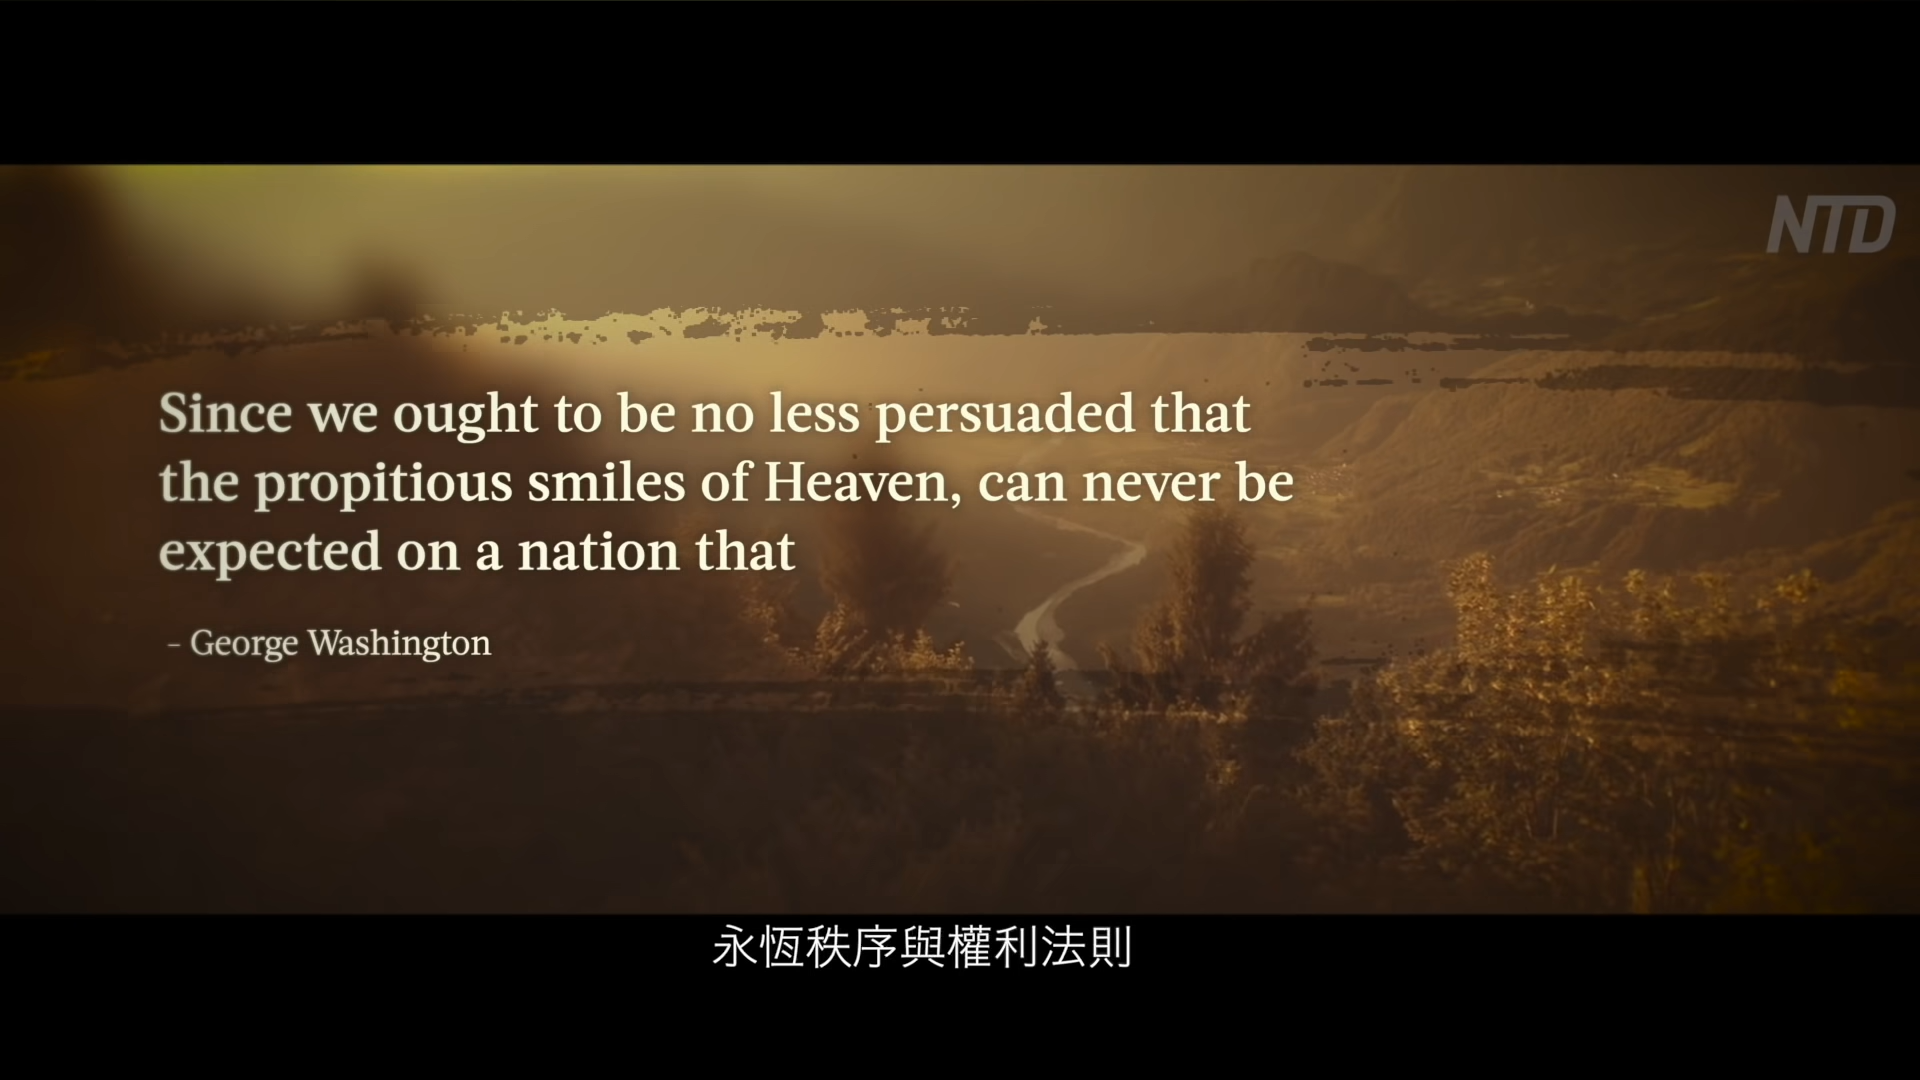 NTD
Since we ought to be no less persuaded that
the propitious smiles of Heaven, can never be
expected on a nation that
– George Washington
永恆秩序與權利法則